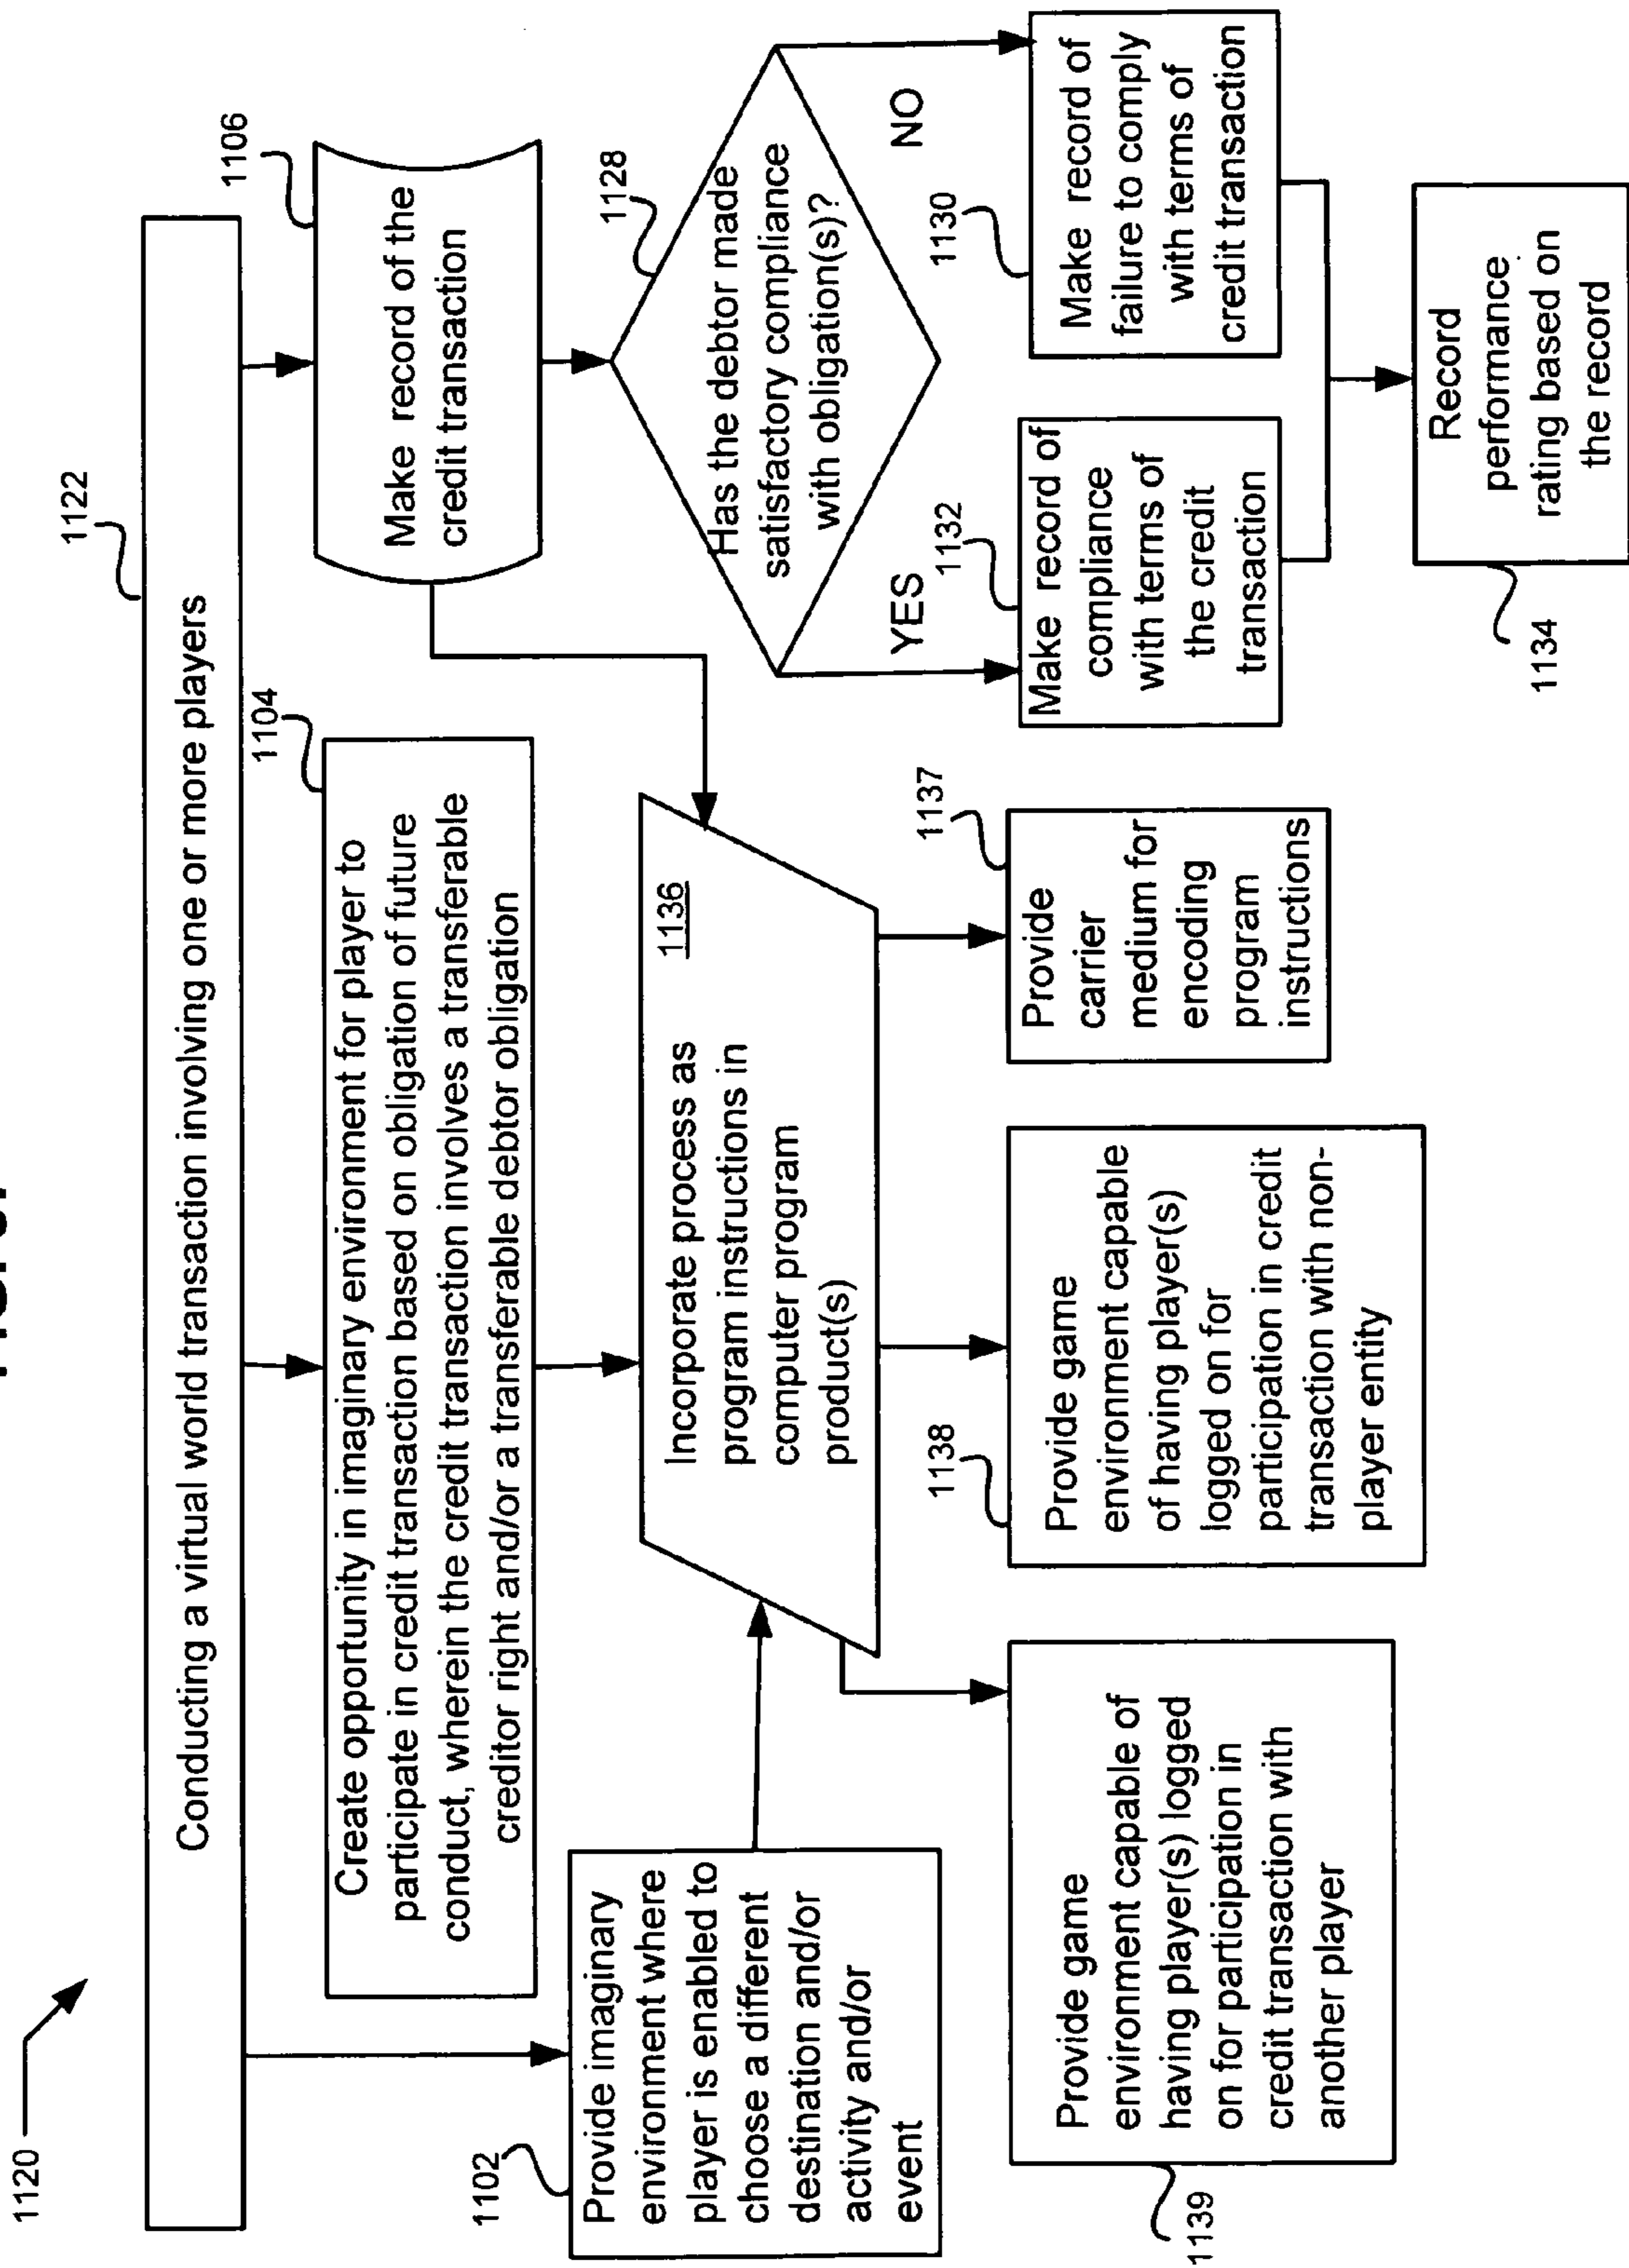 1120
1122
Conducting a virtual world transaction involving one or more players
1102
Provide imaginary
environment where
player is enabled to
choose a different
destination and/or
activity and/or
event
1104
Create opportunity in imaginary environment for player to
participate in credit transaction based on obligation of future
conduct, wherein the credit transaction involves a transferable
creditor right and/or a transferable debtor obligation
1106
Make record of the
credit transaction
1136
Incorporate process as
program instructions in
computer program
product(s)
1128
Has the debtor made
satisfactory compliance
with obligation(s)?
YES
NO
1139
Provide game
environment capable of
having player(s) logged
on for participation in
credit transaction with
another player
1138
Provide game
environment capable
of having player(s)
logged on for
participation in credit
transaction with non-
player entity
1137
Provide
carrier
medium for
encoding
program
instructions
1132
Make record of
compliance
with terms of
the credit
transaction
1130
Make record of
failure to comply
with terms of
credit transaction
1134
Record
performance
rating based on
the record